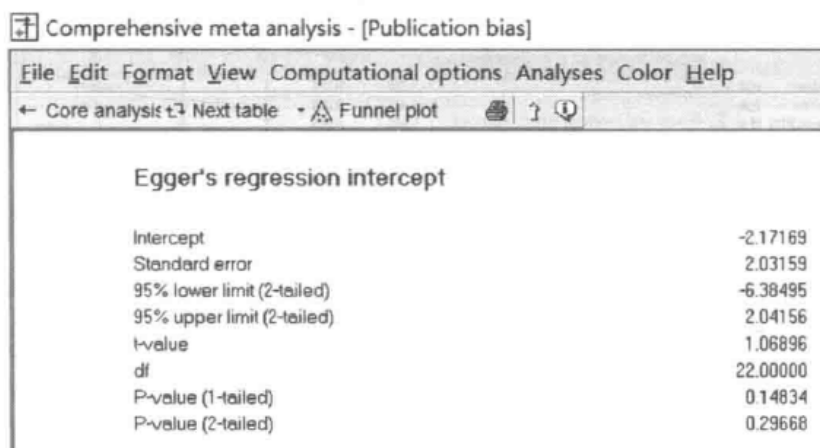 Comprehensive meta analysis - [Publication bias]
File Edit Format View Computational options Analyses Color Help
← Core analysis Next table Funnel plot
Egger's regression intercept
Intercept -2.17169
Standard error 2.03159
95% lower limit (2-tailed) -6.38495
95% upper limit (2-tailed) 2.04156
t-value 1.06896
df 22.00000
P-value (1-tailed) 0.14834
P-value (2-tailed) 0.29668